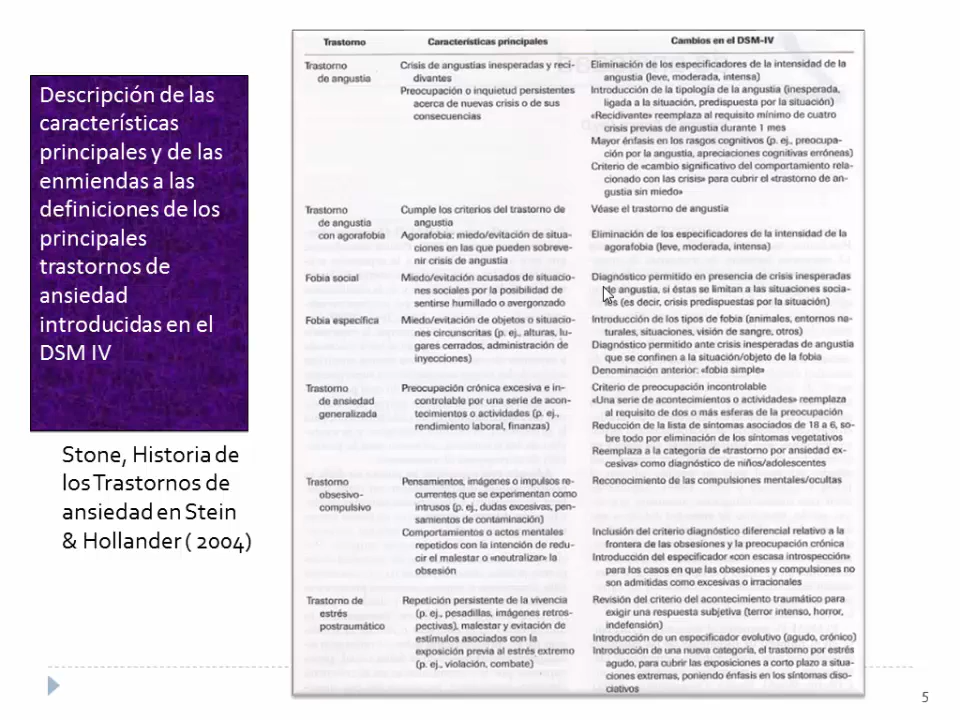 Descripción de las
características
principales y de las
enmiendas a las
definiciones de los
principales
trastornos de
ansiedad
introducidas en el
DSM IV
Stone, Historia de
los Trastornos de
ansiedad en Stein
& Hollander ( 2004)
Trastorno
Características principales
Cambios en el DSM-IV
Trastorno
de angustia
Crisis de angustias inesperadas y reci-
divantes
Preocupación o inquietud persistentes
acerca de nuevas crisis o de sus
consecuencias
Eliminación de los especificadores de la intensidad de la
angustia (leve, moderada, intensa)
Introducción de la tipología de la angustia (inesperada,
ligada a la situación, predispuesta por la situación)
«Recidivante» reemplaza al requisito mínimo de cuatro
crisis previas de angustia durante 1 mes
Mayor énfasis en los rasgos cognitivos (p. ej., preocupa-
ción por la angustia, apreciaciones cognitivas erróneas)
Criterio de «cambio significativo del comportamiento rela-
cionado con las crisis» para cubrir el «trastorno de an-
gustia sin miedo»
Trastorno
de angustia
con agorafobia
Cumple los criterios del trastorno de
angustia
Agorafobia: miedo/evitación de situa-
ciones en las que pueden sobreve-
nir crisis de angustia
Véase el trastorno de angustia
Eliminación de los especificadores de la intensidad de la
agorafobia (leve, moderada, intensa)
Fobia social
Miedo/evitación acusados de situacio-
nes sociales por la posibilidad de
sentirse humillado o avergonzado
Diagnóstico permitido en presencia de crisis inesperadas
de angustia, si éstas se limitan a las situaciones socia-
les (es decir, crisis predispuestas por la situación)
Fobia específica
Miedo/evitación de objetos o situacio-
nes circunscritas (p. ej., alturas, lu-
gares cerrados, administración de
inyecciones)
Introducción de los tipos de fobia (animales, entornos na-
turales, situaciones, visión de sangre, otros)
Diagnóstico permitido ante crisis inesperadas de angustia
que se confinen a la situación/objeto de la fobia
Denominación anterior: «fobia simple»
Trastorno
de ansiedad
generalizada
Preocupación crónica excesiva e in-
controlable por una serie de acon-
tecimientos o actividades (p. ej.,
rendimiento laboral, finanzas)
Criterio de preocupación incontrolable
«Una serie de acontecimientos o actividades» reemplaza
al requisito de dos o más esferas de la preocupación
Reducción de la lista de síntomas asociados de 18 a 6, so-
bre todo por eliminación de los síntomas vegetativos
Reemplaza a la categoría de «trastorno por ansiedad ex-
cesiva» como diagnóstico de niños/adolescentes
Trastorno
obsesivo-
compulsivo
Pensamientos, imágenes o impulsos re-
currentes que se experimentan como
intrusos (p. ej., dudas excesivas, pen-
samientos de contaminación)
Comportamientos o actos mentales
repetidos con la intención de redu-
cir el malestar o «neutralizar» la
obsesión
Reconocimiento de las compulsiones mentales/ocultas
Inclusión del criterio diagnóstico diferencial relativo a la
frontera de las obsesiones y la preocupación crónica
Introducción del especificador «con escasa introspección»
para los casos en que las obsesiones y compulsiones no
son admitidas como excesivas o irracionales
Trastorno de
estrés
postraumático
Repetición persistente de la vivencia
(p. ej., pesadillas, imágenes retros-
pectivas), malestar y evitación de
estímulos asociados con la
exposición previa al estrés extremo
(p. ej., violación, combate)
Revisión del criterio del acontecimiento traumático para
exigir una respuesta subjetiva (terror intenso, horror,
indefensión)
Introducción de un especificador evolutivo (agudo, crónico)
Introducción de una nueva categoría, el trastorno por estrés
agudo, para cubrir las exposiciones a corto plazo a situa-
ciones extremas, poniendo énfasis en los síntomas diso-
ciativos
5